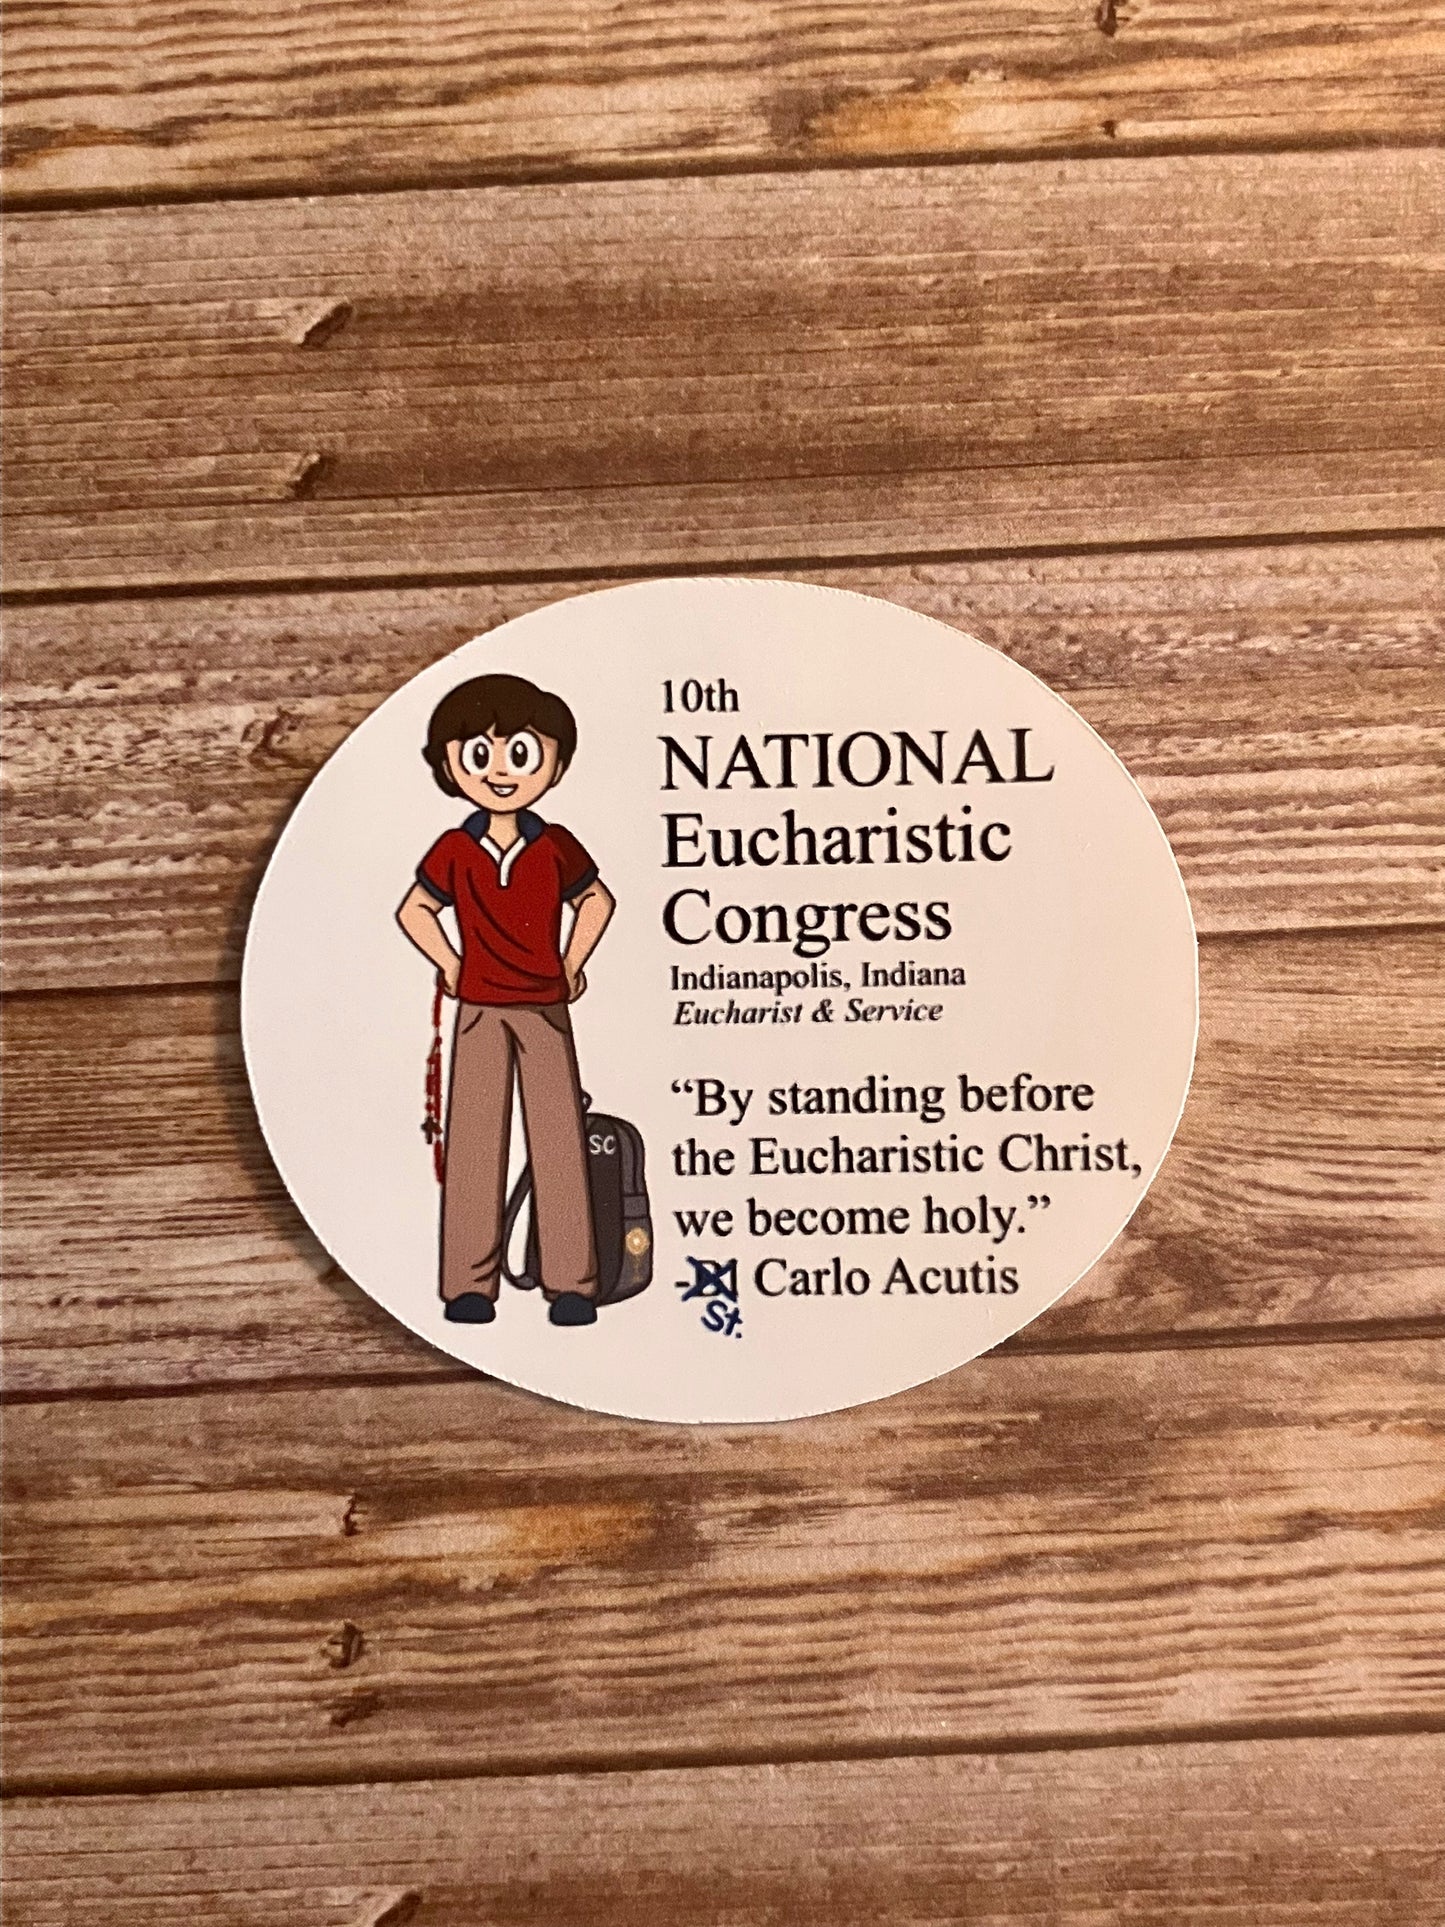 10th
NATIONAL
Eucharistic
Congress
Indianapolis, Indiana
Eucharist & Service
SC
“By standing before
the Eucharistic Christ,
we become holy.”
-Bl Carlo Acutis
St.